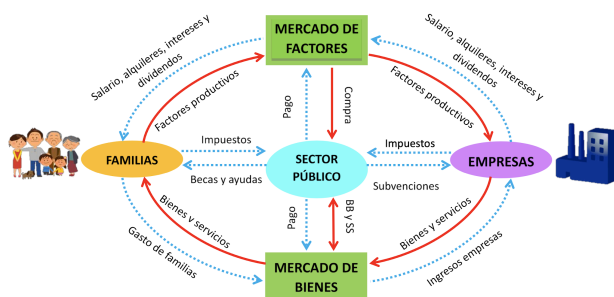 MERCADO DE
FACTORES
Salario, alquileres, intereses y
dividendos
Factores productivos
Pago
Compra
Factores productivos
Salario, alquileres, intereses y
dividendos
FAMILIAS
Impuestos
Becas y ayudas
SECTOR
PÚBLICO
Impuestos
Subvenciones
EMPRESAS
Bienes y servicios
Gasto de familias
Pago
BB y SS
Bienes y servicios
Ingresos empresas
MERCADO DE
BIENES